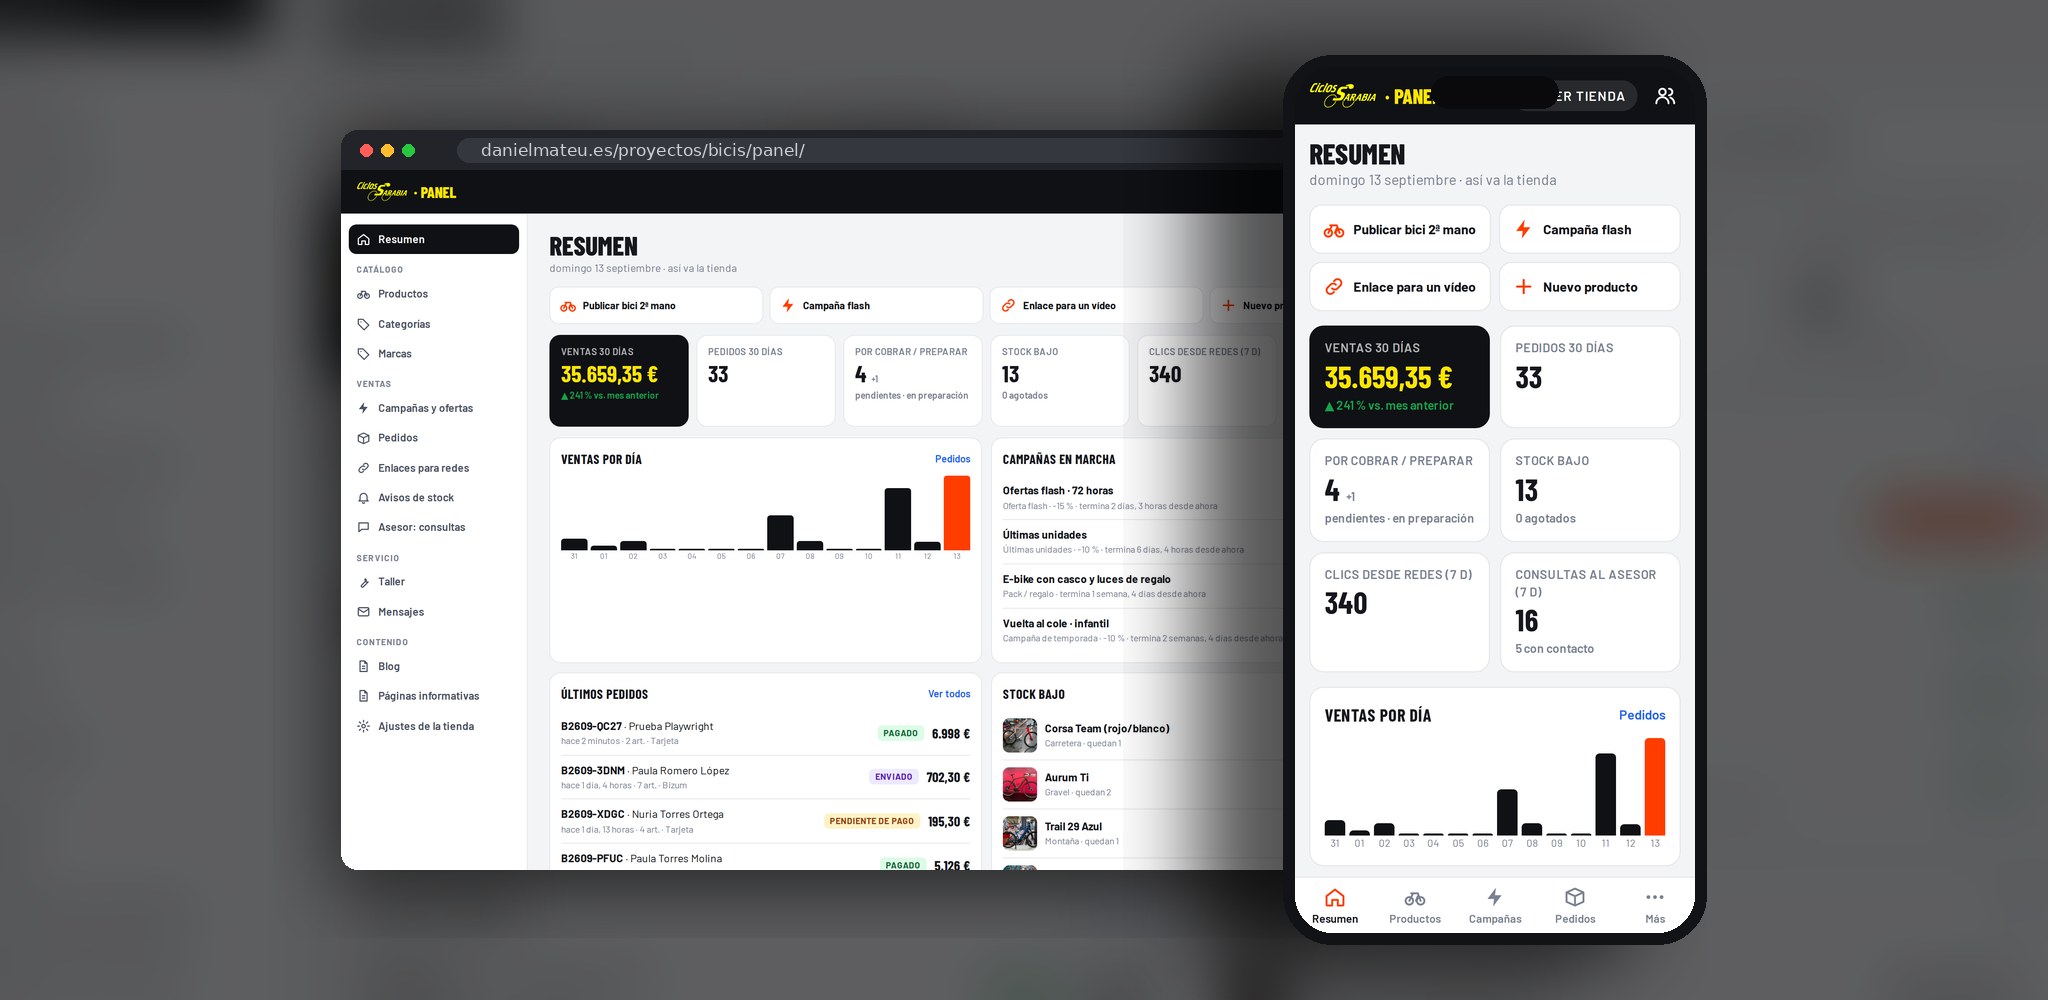 danielmateu.es/proyectos/bicis/panel/
Ciclos Sarabia · PANEL
Resumen
CATÁLOGO
Productos
Categorías
Marcas
VENTAS
Campañas y ofertas
Pedidos
Enlaces para redes
Avisos de stock
Asesor: consultas
SERVICIO
Taller
Mensajes
CONTENIDO
Blog
Páginas informativas
Ajustes de la tienda
RESUMEN
domingo 13 septiembre · así va la tienda
Publicar bici 2ª mano
Campaña flash
Enlace para un vídeo
Nuevo
VENTAS 30 DÍAS
35.659,35 €
▲ 241 % vs. mes anterior
PEDIDOS 30 DÍAS
33
POR COBRAR / PREPARAR
4 +1
pendientes · en preparación
STOCK BAJO
13
0 agotados
CLICS DESDE REDES (7 D)
340
VENTAS POR DÍA
Pedidos
31 01 02 03 04 05 06 07 08 09 10 11 12 13
CAMPAÑAS EN MARCHA
Ofertas flash · 72 horas
Oferta flash · -15 % · termina 2 días, 3 horas desde ahora
Últimas unidades
Últimas unidades · -10 % · termina 6 días, 4 horas desde ahora
E-bike con casco y luces de regalo
Pack / regalo · termina 1 semana, 4 días desde ahora
Vuelta al cole · infantil
Campaña de temporada · -10 % · termina 2 semanas, 4 días desde ahora
ÚLTIMOS PEDIDOS
Ver todos
B2609-QC27 · Prueba Playwright
hace 2 minutos · 2 art. · Tarjeta
PAGADO 6.998 €
B2609-3DNM · Paula Romero López
hace 1 día, 4 horas · 7 art. · Bizum
ENVIADO 702,30 €
B2609-XDGC · Nuria Torres Ortega
hace 1 día, 13 horas · 4 art. · Tarjeta
PENDIENTE DE PAGO 195,30 €
B2609-PFUC · Paula Torres Molina
PAGADO 5.126 €
STOCK BAJO
Corsa Team (rojo/blanco)
Carretera · quedan 1
Aurum Ti
Gravel · quedan 2
Trail 29 Azul
Montaña · quedan 1
Ciclos Sarabia · PANEL
ER TIENDA
RESUMEN
domingo 13 septiembre · así va la tienda
Publicar bici 2ª mano
Campaña flash
Enlace para un vídeo
Nuevo producto
VENTAS 30 DÍAS
35.659,35 €
▲ 241 % vs. mes anterior
PEDIDOS 30 DÍAS
33
POR COBRAR / PREPARAR
4 +1
pendientes · en preparación
STOCK BAJO
13
0 agotados
CLICS DESDE REDES (7 D)
340
CONSULTAS AL ASESOR
(7 D)
16
5 con contacto
VENTAS POR DÍA
Pedidos
31 01 02 03 04 05 06 07 08 09 10 11 12 13
Resumen
Productos
Campañas
Pedidos
Más